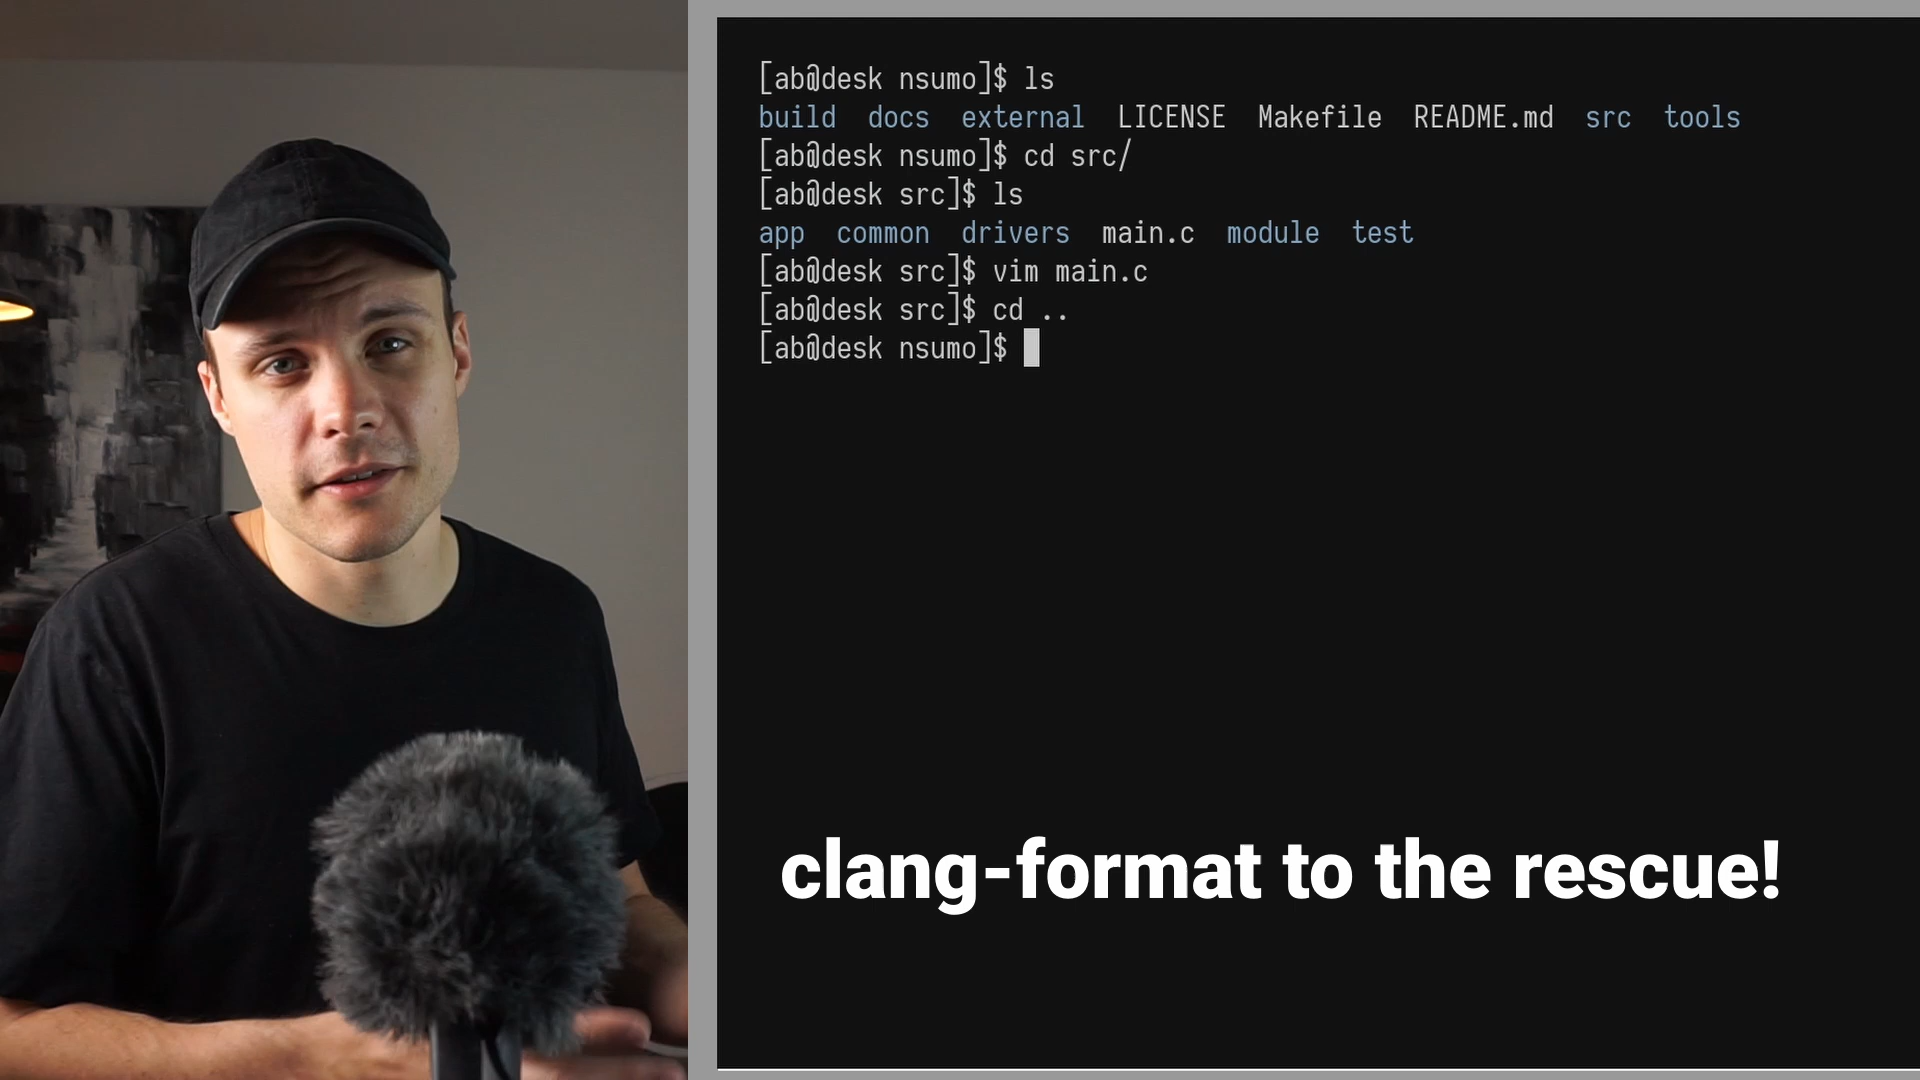 [ab@desk nsumo]$ ls
build  docs  external  LICENSE  Makefile  README.md  src  tools
[ab@desk nsumo]$ cd src/
[ab@desk src]$ ls
app  common  drivers  main.c  module  test
[ab@desk src]$ vim main.c
[ab@desk src]$ cd ..
[ab@desk nsumo]$
clang-format to the rescue!